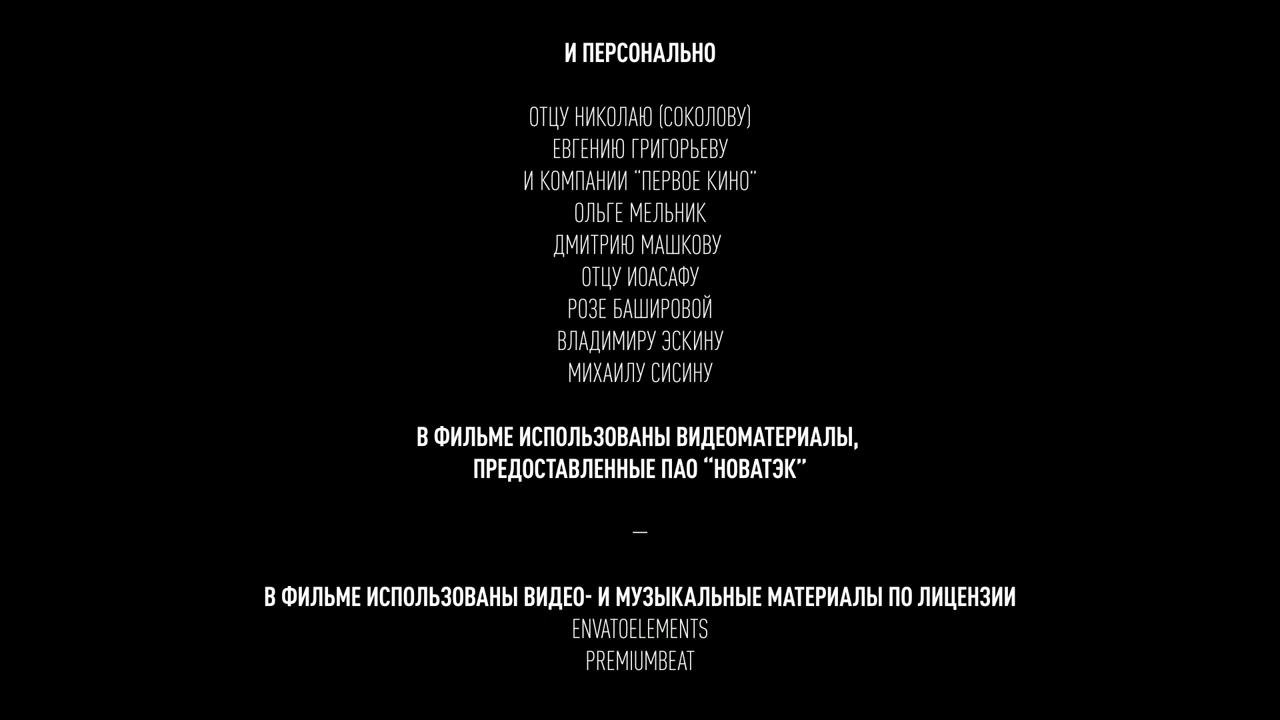 И ПЕРСОНАЛЬНО
ОТЦУ НИКОЛАЮ (СОКОЛОВУ)
ЕВГЕНИЮ ГРИГОРЬЕВУ
И КОМПАНИИ “ПЕРВОЕ КИНО”
ОЛЬГЕ МЕЛЬНИК
ДМИТРИЮ МАШКОВУ
ОТЦУ ИОАСАФУ
РОЗЕ БАШИРОВОЙ
ВЛАДИМИРУ ЭСКИНУ
МИХАИЛУ СИСИНУ
В ФИЛЬМЕ ИСПОЛЬЗОВАНЫ ВИДЕОМАТЕРИАЛЫ,
ПРЕДОСТАВЛЕННЫЕ ПАО “НОВАТЭК”
—
В ФИЛЬМЕ ИСПОЛЬЗОВАНЫ ВИДЕО- И МУЗЫКАЛЬНЫЕ МАТЕРИАЛЫ ПО ЛИЦЕНЗИИ
ENVATOELEMENTS
PREMIUMBEAT